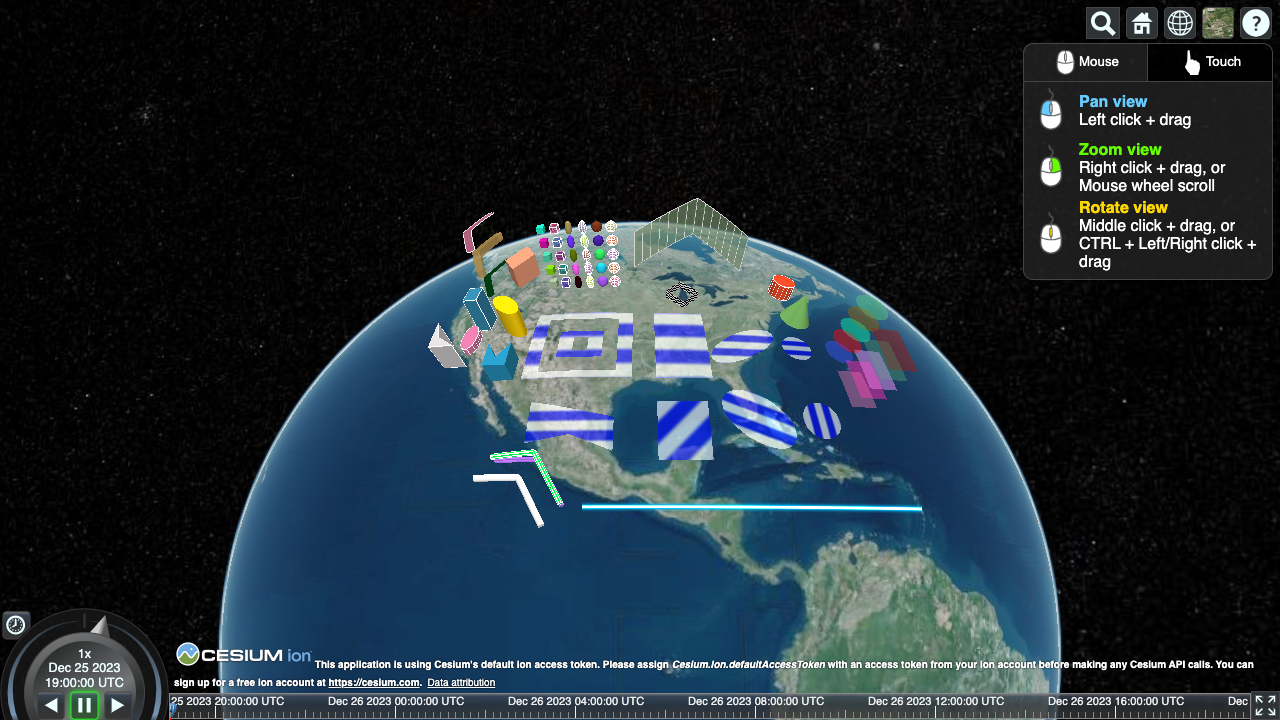 Mouse
Touch
Pan view
Left click + drag
Zoom view
Right click + drag, or
Mouse wheel scroll
Rotate view
Middle click + drag, or
CTRL + Left/Right click +
drag
1x
Dec 25 2023
19:00:00 UTC
CESIUM ion This application is using Cesium's default ion access token. Please assign Cesium.Ion.defaultAccessToken with an access token from your ion account before making any Cesium API calls. You can
sign up for a free ion account at https://cesium.com. Data attribution
25 2023 20:00:00 UTC Dec 26 2023 00:00:00 UTC Dec 26 2023 04:00:00 UTC Dec 26 2023 08:00:00 UTC Dec 26 2023 12:00:00 UTC Dec 26 2023 16:00:00 UTC Dec